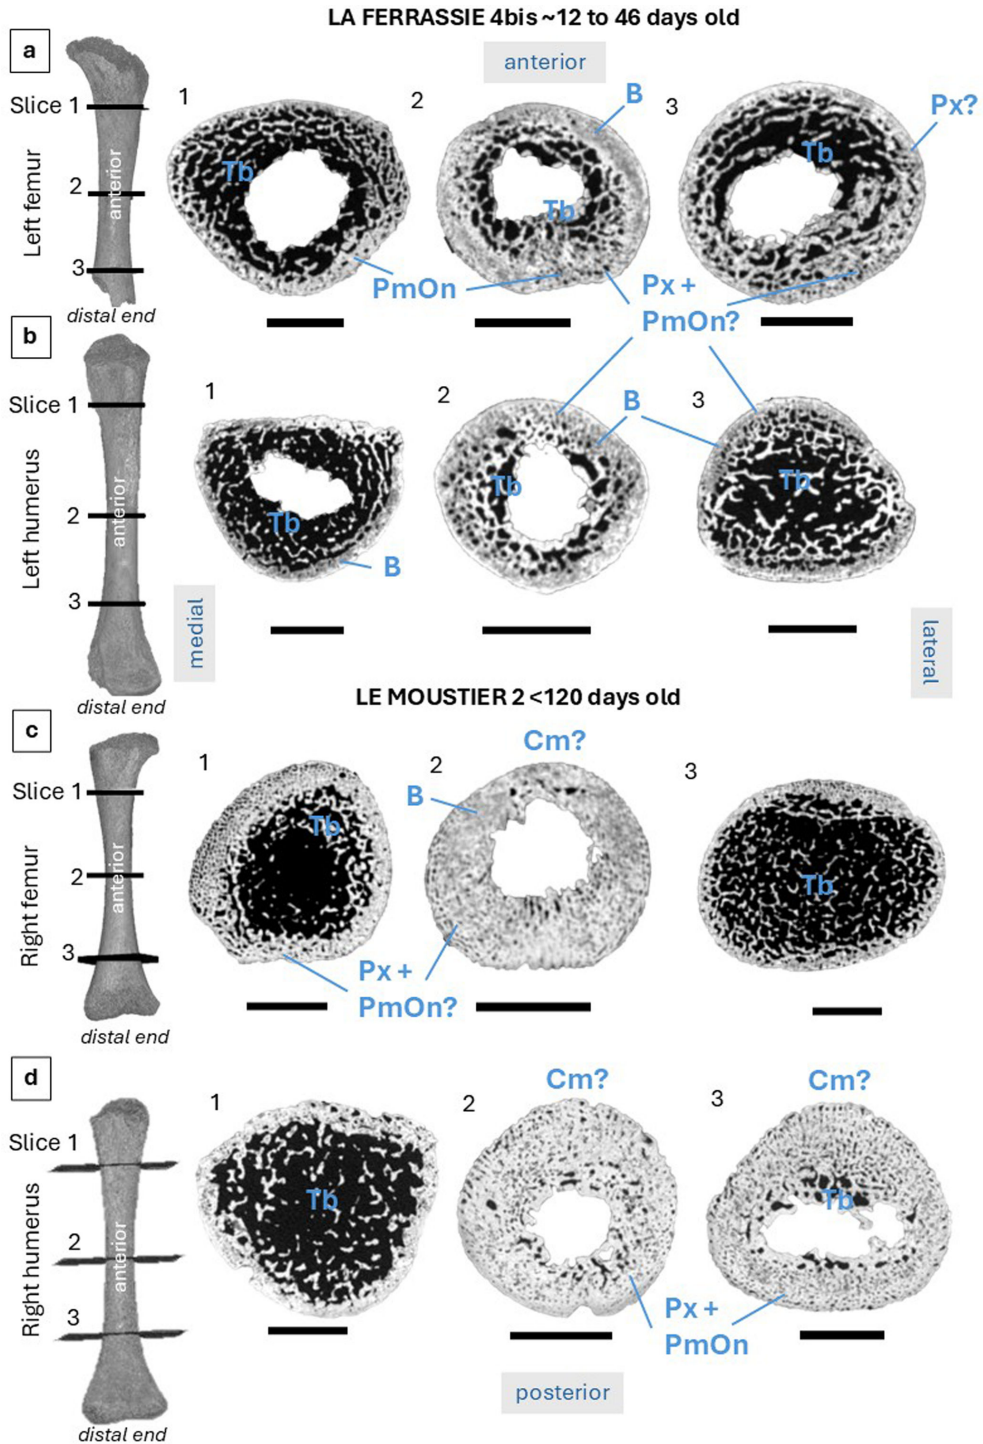 LA FERRASSIE 4bis ~12 to 46 days old
a
anterior
Slice 1
2
3
Left femur
anterior
distal end
1
2
3
B
Px?
Tb
Tb
Tb
PmOn
Px +
PmOn?
b
Slice 1
2
3
Left humerus
anterior
distal end
1
2
3
B
Tb
Tb
Tb
B
medial
lateral
LE MOUSTIER 2 <120 days old
c
Slice 1
2
3
Right femur
anterior
distal end
1
2
3
Cm?
B
Tb
Tb
Px +
PmOn?
d
Slice 1
2
3
Right humerus
anterior
distal end
1
2
3
Cm?
Cm?
Tb
Tb
Px +
PmOn
posterior